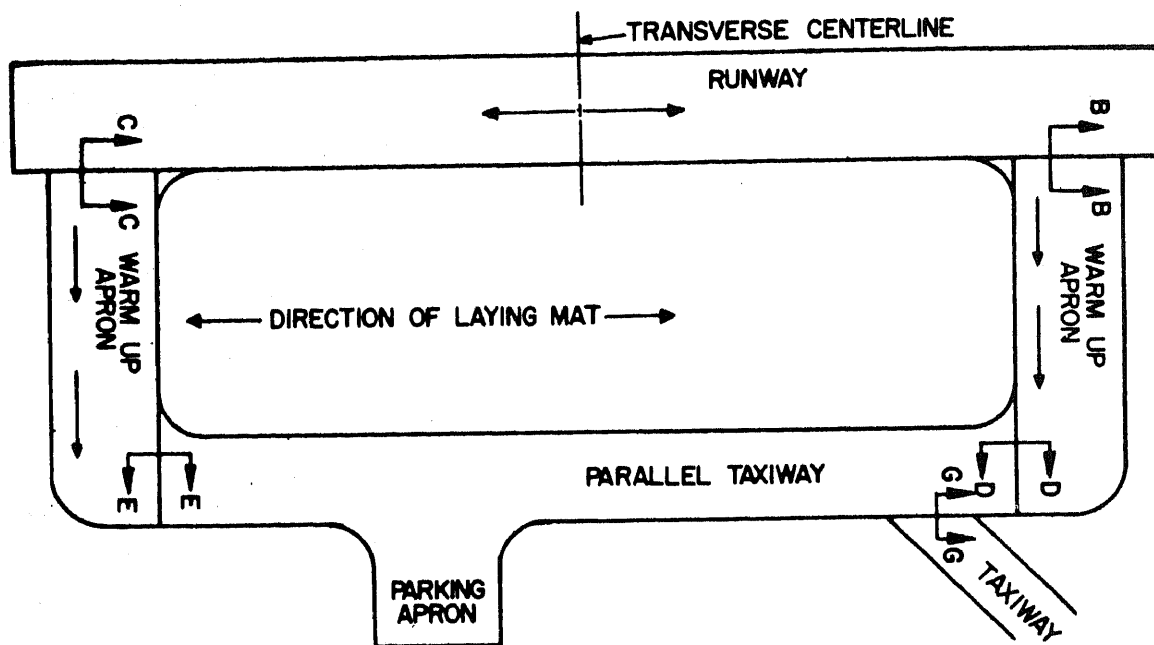 TRANSVERSE CENTERLINE
RUNWAY
C
B
C
B
WARM UP
APRON
WARM UP
APRON
DIRECTION OF LAYING MAT
PARALLEL TAXIWAY
E
E
G
D
D
G
TAXIWAY
PARKING
APRON